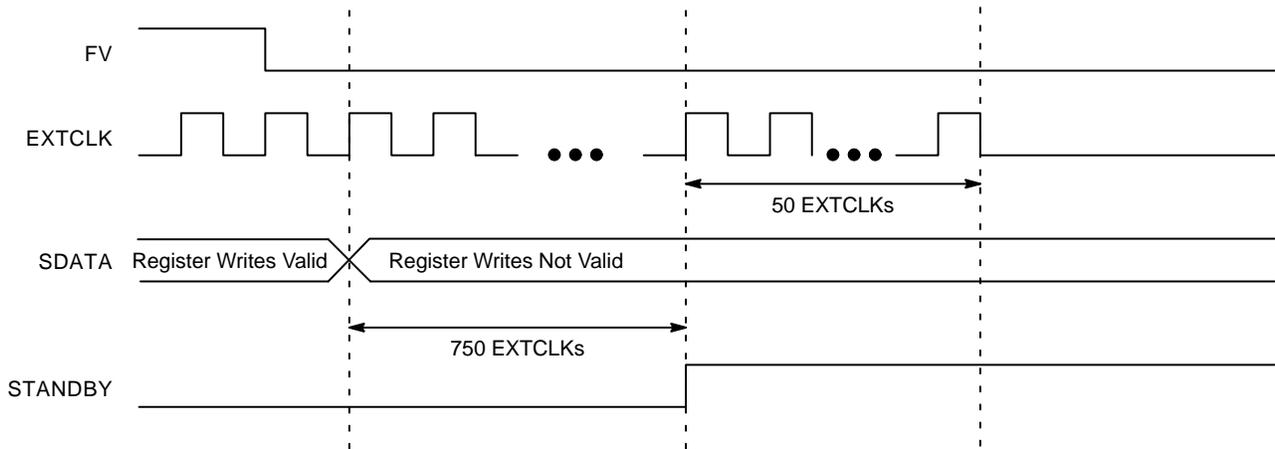 FV
EXTCLK
50 EXTCLKs
SDATA
Register Writes Valid
Register Writes Not Valid
750 EXTCLKs
STANDBY